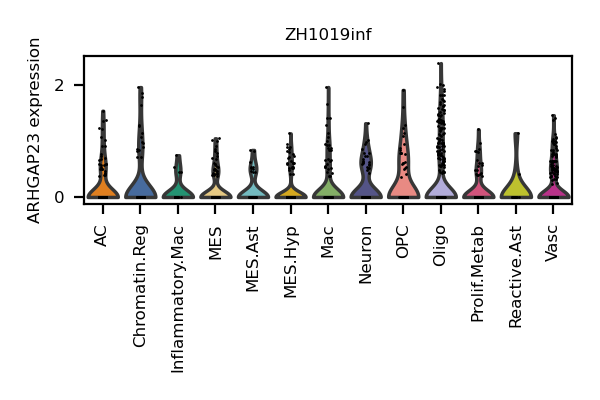 ZH1019inf
ARHGAP23 expression
2
0
AC
Chromatin.Reg
Inflammatory.Mac
MES
MES.Ast
MES.Hyp
Mac
Neuron
OPC
Oligo
Prolif.Metab
Reactive.Ast
Vasc